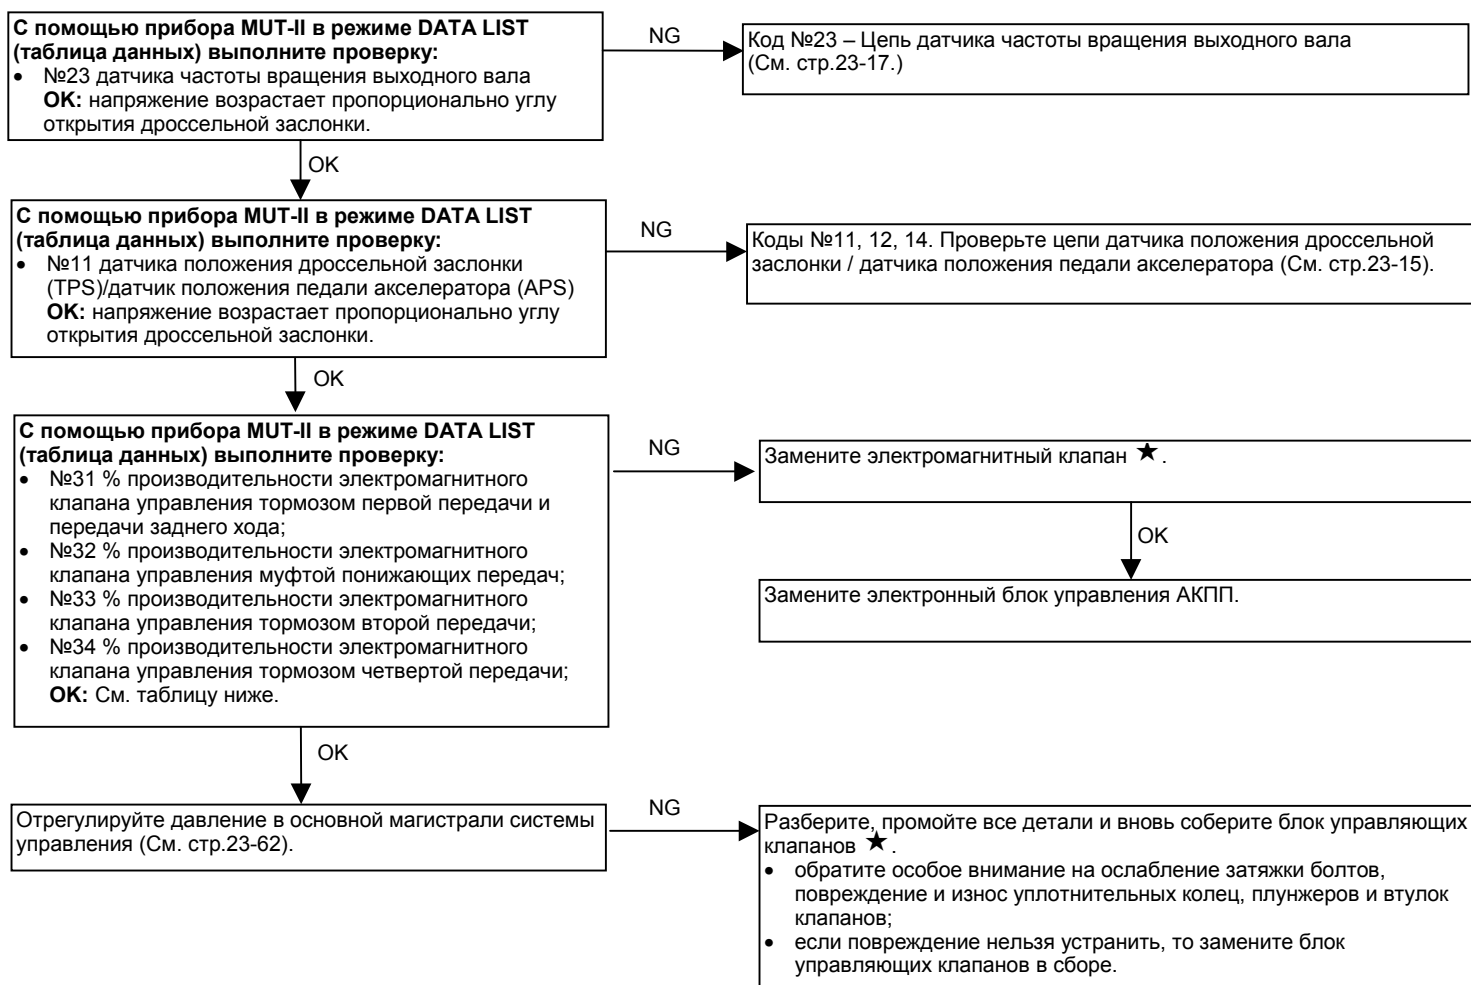 С помощью прибора MUT-II в режиме DATA LIST
(таблица данных) выполните проверку:
• №23 датчика частоты вращения выходного вала
OK: напряжение возрастает пропорционально углу
открытия дроссельной заслонки.
NG
Код №23 – Цепь датчика частоты вращения выходного вала
(См. стр.23-17.)
OK
С помощью прибора MUT-II в режиме DATA LIST
(таблица данных) выполните проверку:
• №11 датчика положения дроссельной заслонки
(TPS)/датчик положения педали акселератора (APS)
OK: напряжение возрастает пропорционально углу
открытия дроссельной заслонки.
NG
Коды №11, 12, 14. Проверьте цепи датчика положения дроссельной
заслонки / датчика положения педали акселератора (См. стр.23-15).
OK
С помощью прибора MUT-II в режиме DATA LIST
(таблица данных) выполните проверку:
• №31 % производительности электромагнитного
клапана управления тормозом первой передачи и
передачи заднего хода;
• №32 % производительности электромагнитного
клапана управления муфтой понижающих передач;
• №33 % производительности электромагнитного
клапана управления тормозом второй передачи;
• №34 % производительности электромагнитного
клапана управления тормозом четвертой передачи;
OK: См. таблицу ниже.
NG
Замените электромагнитный клапан ★.
OK
Замените электронный блок управления АКПП.
OK
Отрегулируйте давление в основной магистрали системы
управления (См. стр.23-62).
NG
Разберите, промойте все детали и вновь соберите блок управляющих
клапанов ★.
• обратите особое внимание на ослабление затяжки болтов,
повреждение и износ уплотнительных колец, плунжеров и втулок
клапанов;
• если повреждение нельзя устранить, то замените блок
управляющих клапанов в сборе.